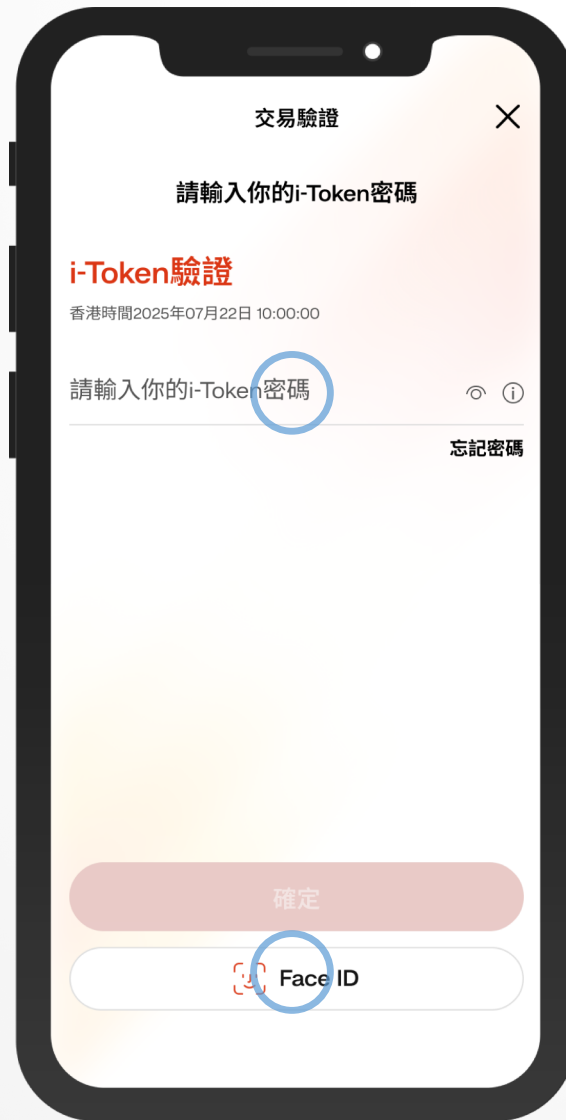 交易驗證
請輸入你的i-Token密碼
i-Token驗證
香港時間2025年07月22日 10:00:00
請輸入你的i-Token密碼
忘記密碼
確定
Face ID